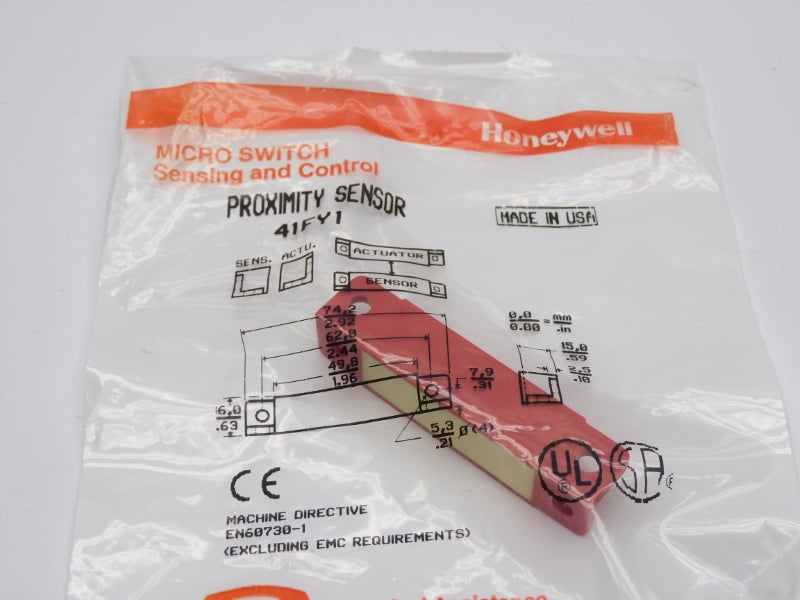 Honeywell
MICRO SWITCH
Sensing and Control
PROXIMITY SENSOR
41FY1
MADE IN USA
SENS. ACTU.
ACTUATOR
SENSOR
74,2
2.92
62,0
2.44
49,8
1.96
0,0 = mm
0.00 .in
15,0
.59
2,5
.10
7,9
.31
6,0
.63
5,3 Ø(4)
.21
UL
®
SA
CE
MACHINE DIRECTIVE
EN60730-1
(EXCLUDING EMC REQUIREMENTS)